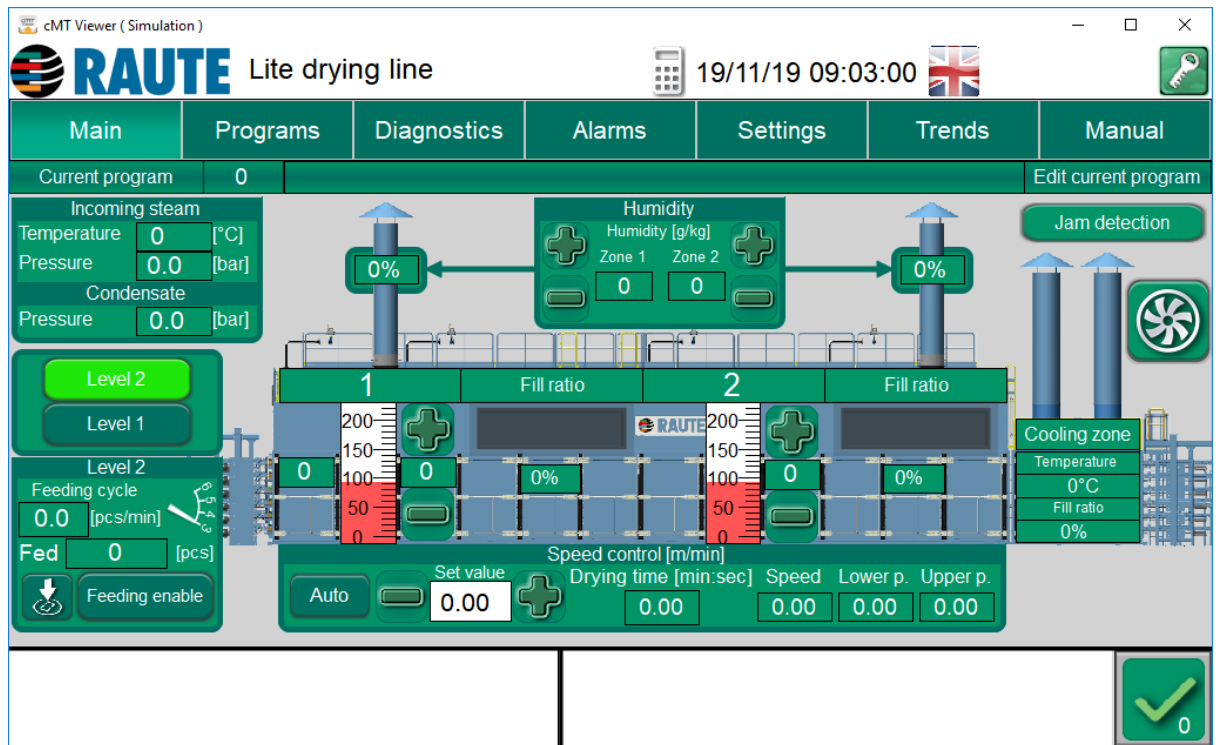 cMT Viewer ( Simulation )
RAUTE Lite drying line 19/11/19 09:03:00
Main Programs Diagnostics Alarms Settings Trends Manual
Current program 0 Edit current program
Incoming steam
Temperature 0 [°C]
Pressure 0.0 [bar]
Condensate
Pressure 0.0 [bar]
0%
Humidity
Humidity [g/kg]
Zone 1 Zone 2
0 0
0%
Jam detection
Level 2
Level 1
1 Fill ratio 2 Fill ratio
RAUTE
200
150
100
50
0
0 0
0%
200
150
100
50
0
0
0%
Cooling zone
Temperature
0°C
Fill ratio
0%
Level 2
Feeding cycle
0.0 [pcs/min]
6
5
4
3
Fed 0 [pcs]
Feeding enable
Speed control [m/min]
Set value Drying time [min:sec] Speed Lower p. Upper p.
Auto 0.00 0.00 0.00 0.00 0.00
0